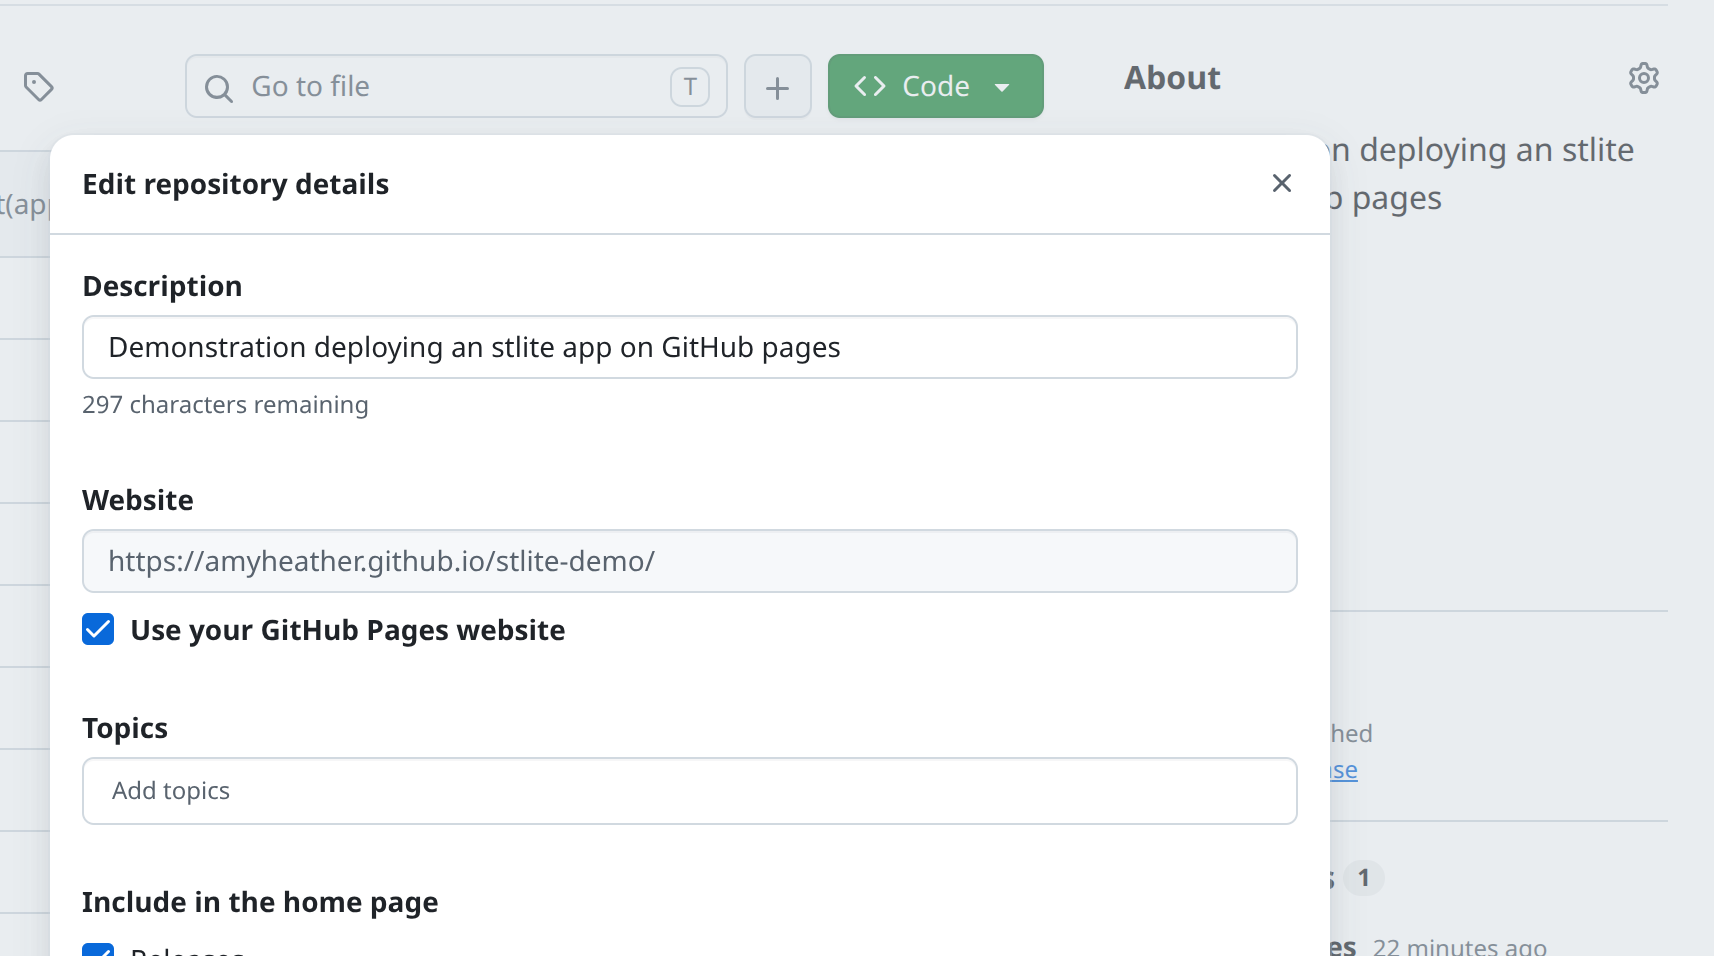 Go to file
T
Code
About
n deploying an stlite
pages
Edit repository details
Description
Demonstration deploying an stlite app on GitHub pages
297 characters remaining
Website
https://amyheather.github.io/stlite-demo/
Use your GitHub Pages website
Topics
Add topics
Include in the home page
Releases
1
22 minutes ago